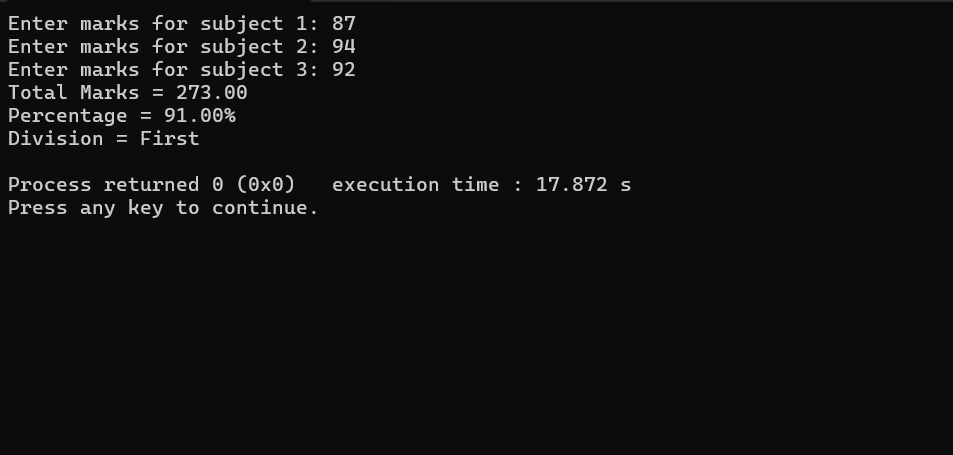 Enter marks for subject 1: 87
Enter marks for subject 2: 94
Enter marks for subject 3: 92
Total Marks = 273.00
Percentage = 91.00%
Division = First
Process returned 0 (0x0)   execution time : 17.872 s
Press any key to continue.